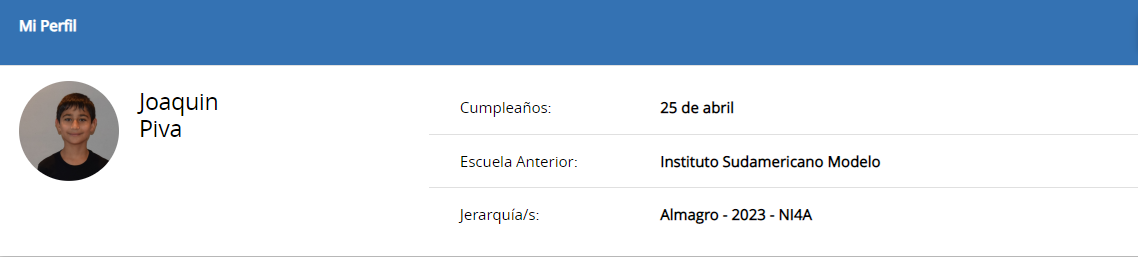 Mi Perfil
Joaquin
Piva
Cumpleaños: 25 de abril
Escuela Anterior: Instituto Sudamericano Modelo
Jerarquía/s: Almagro - 2023 - NI4A